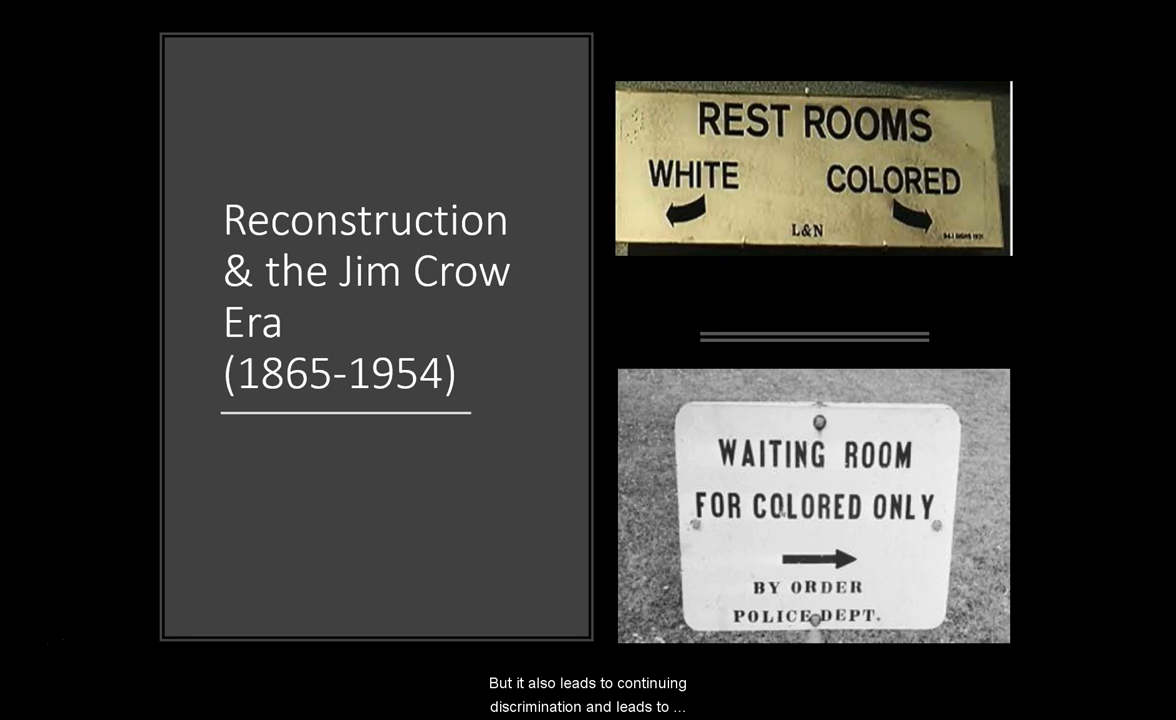 Reconstruction
& the Jim Crow
Era
(1865-1954)
REST ROOMS
WHITE COLORED
L&N
WAITING ROOM
FOR COLORED ONLY
BY ORDER
POLICE DEPT.
But it also leads to continuing
discrimination and leads to ...